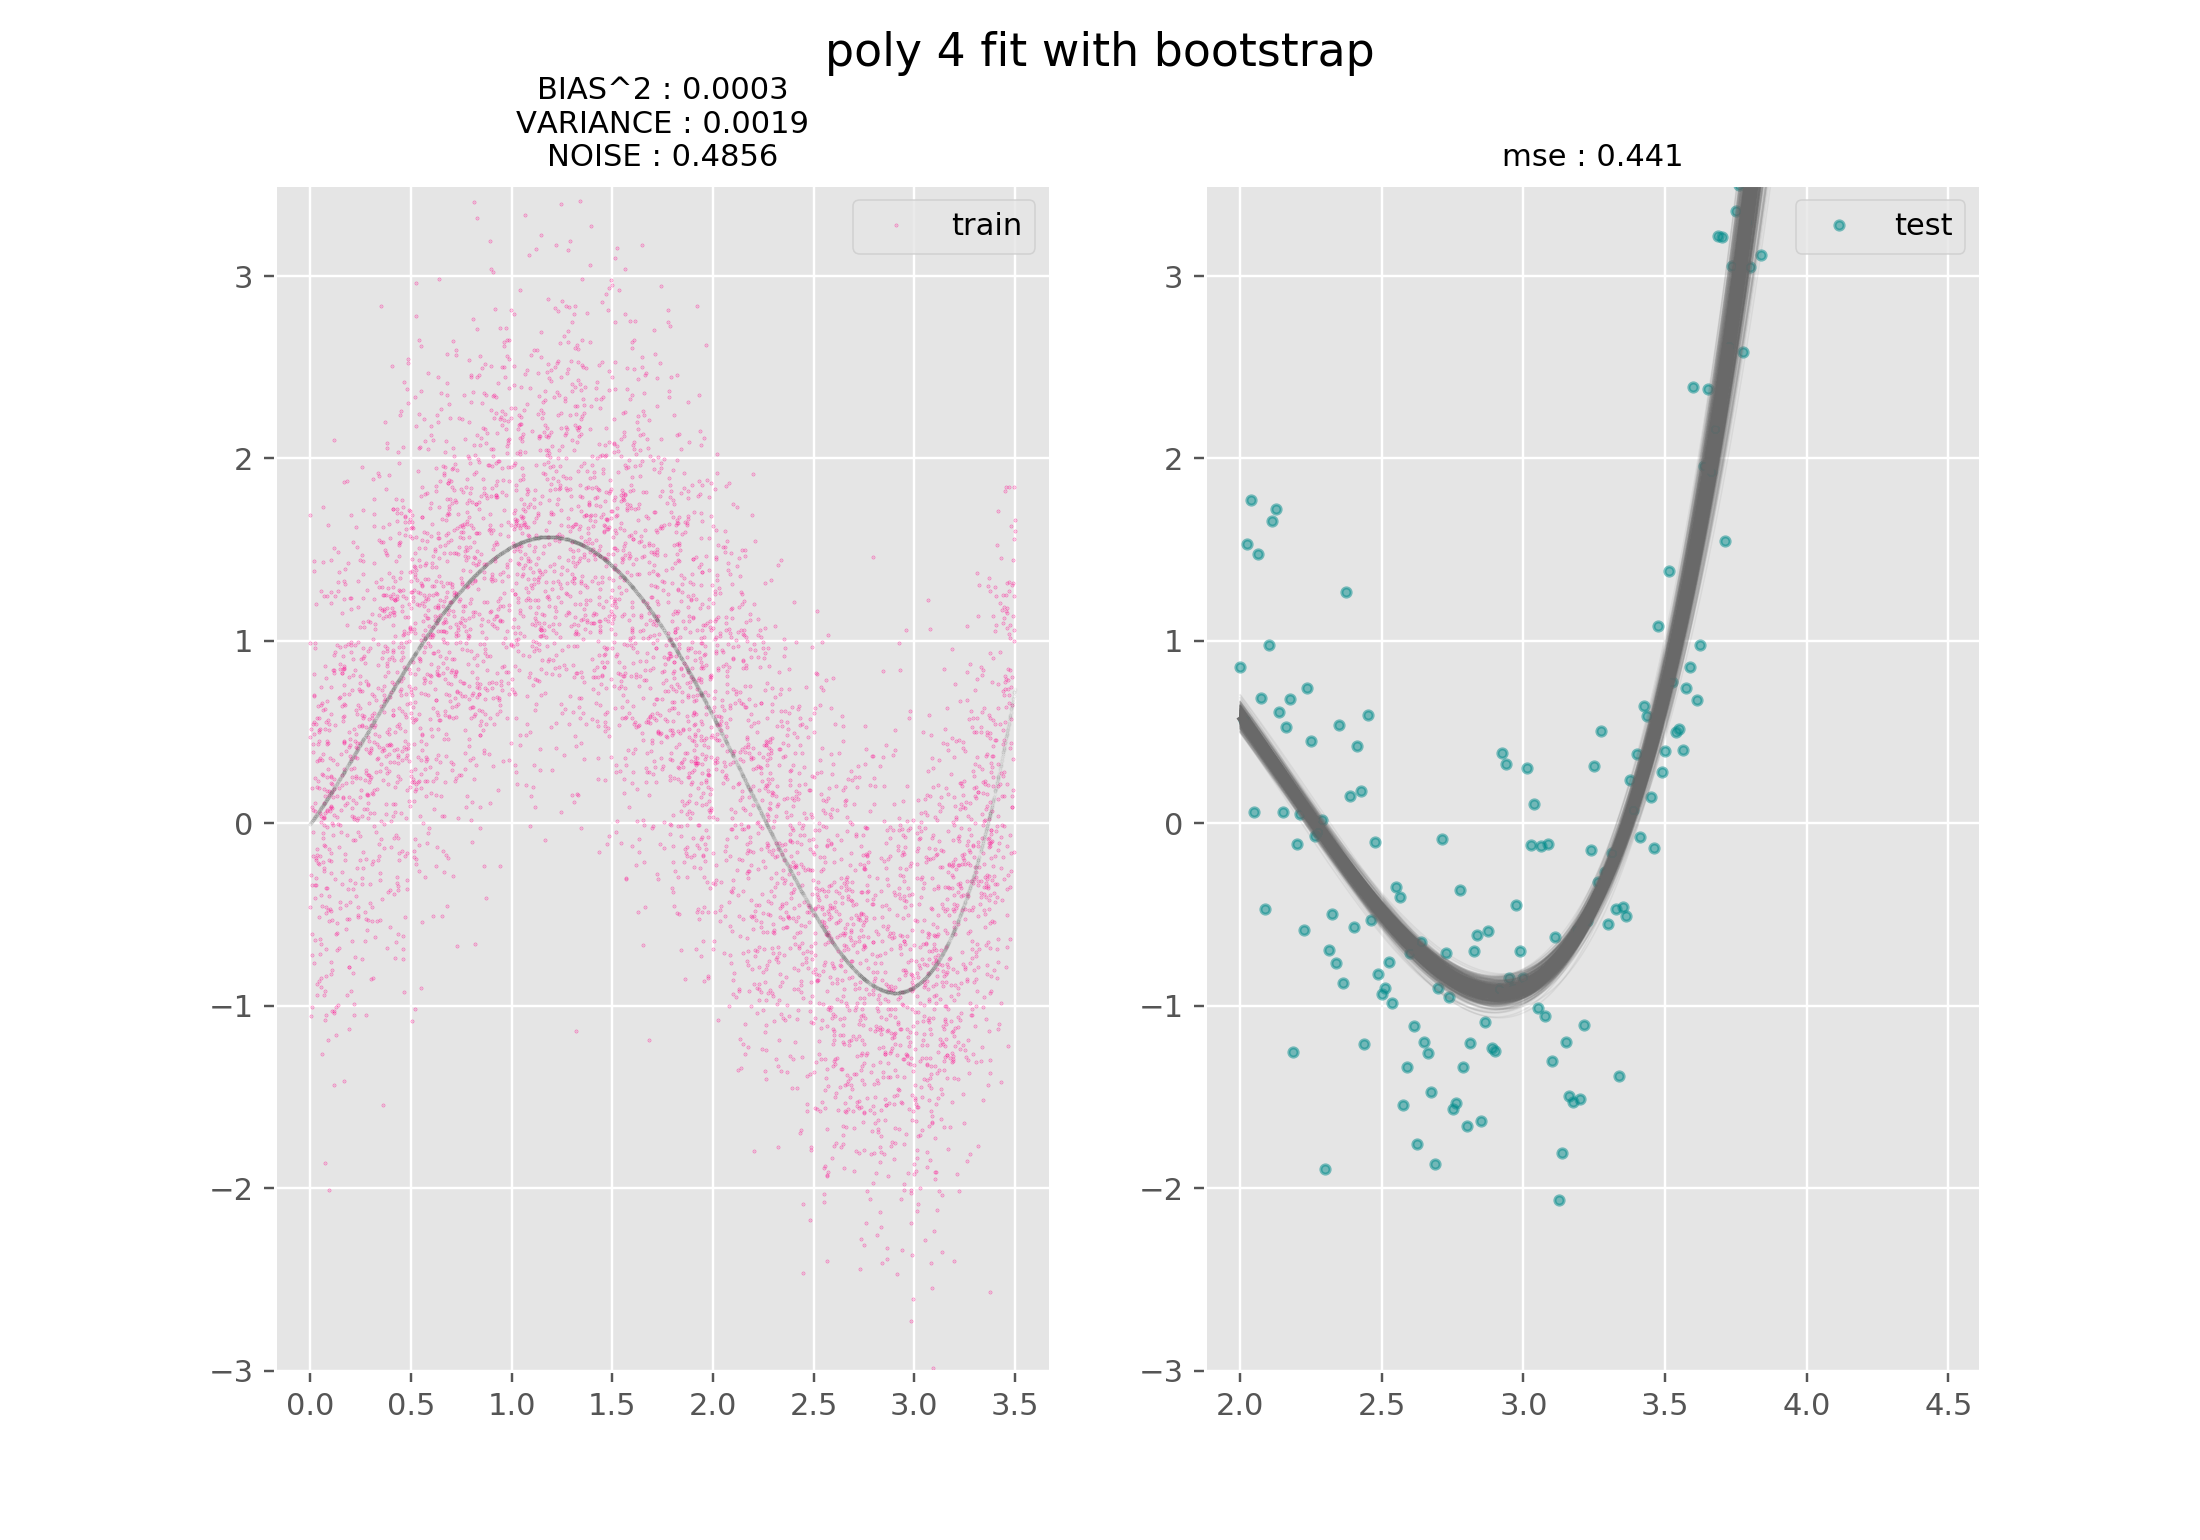 poly 4 fit with bootstrap
BIAS^2 : 0.0003
VARIANCE : 0.0019
NOISE : 0.4856
train
3
2
1
0
−1
−2
−3
0.0 0.5 1.0 1.5 2.0 2.5 3.0 3.5
mse : 0.441
test
3
2
1
0
−1
−2
−3
2.0 2.5 3.0 3.5 4.0 4.5